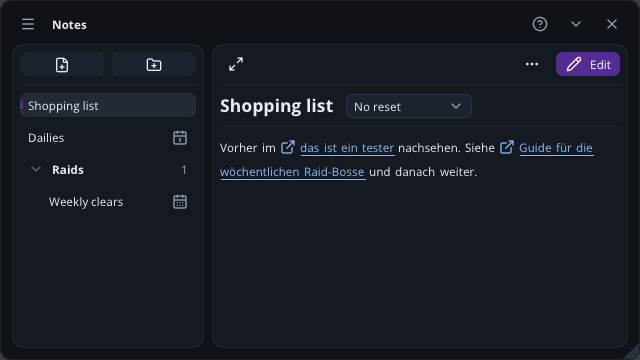 Notes
Edit
Shopping list
Dailies
Raids 1
Weekly clears
Shopping list No reset
Vorher im das ist ein tester nachsehen. Siehe Guide für die
wöchentlichen Raid-Bosse und danach weiter.